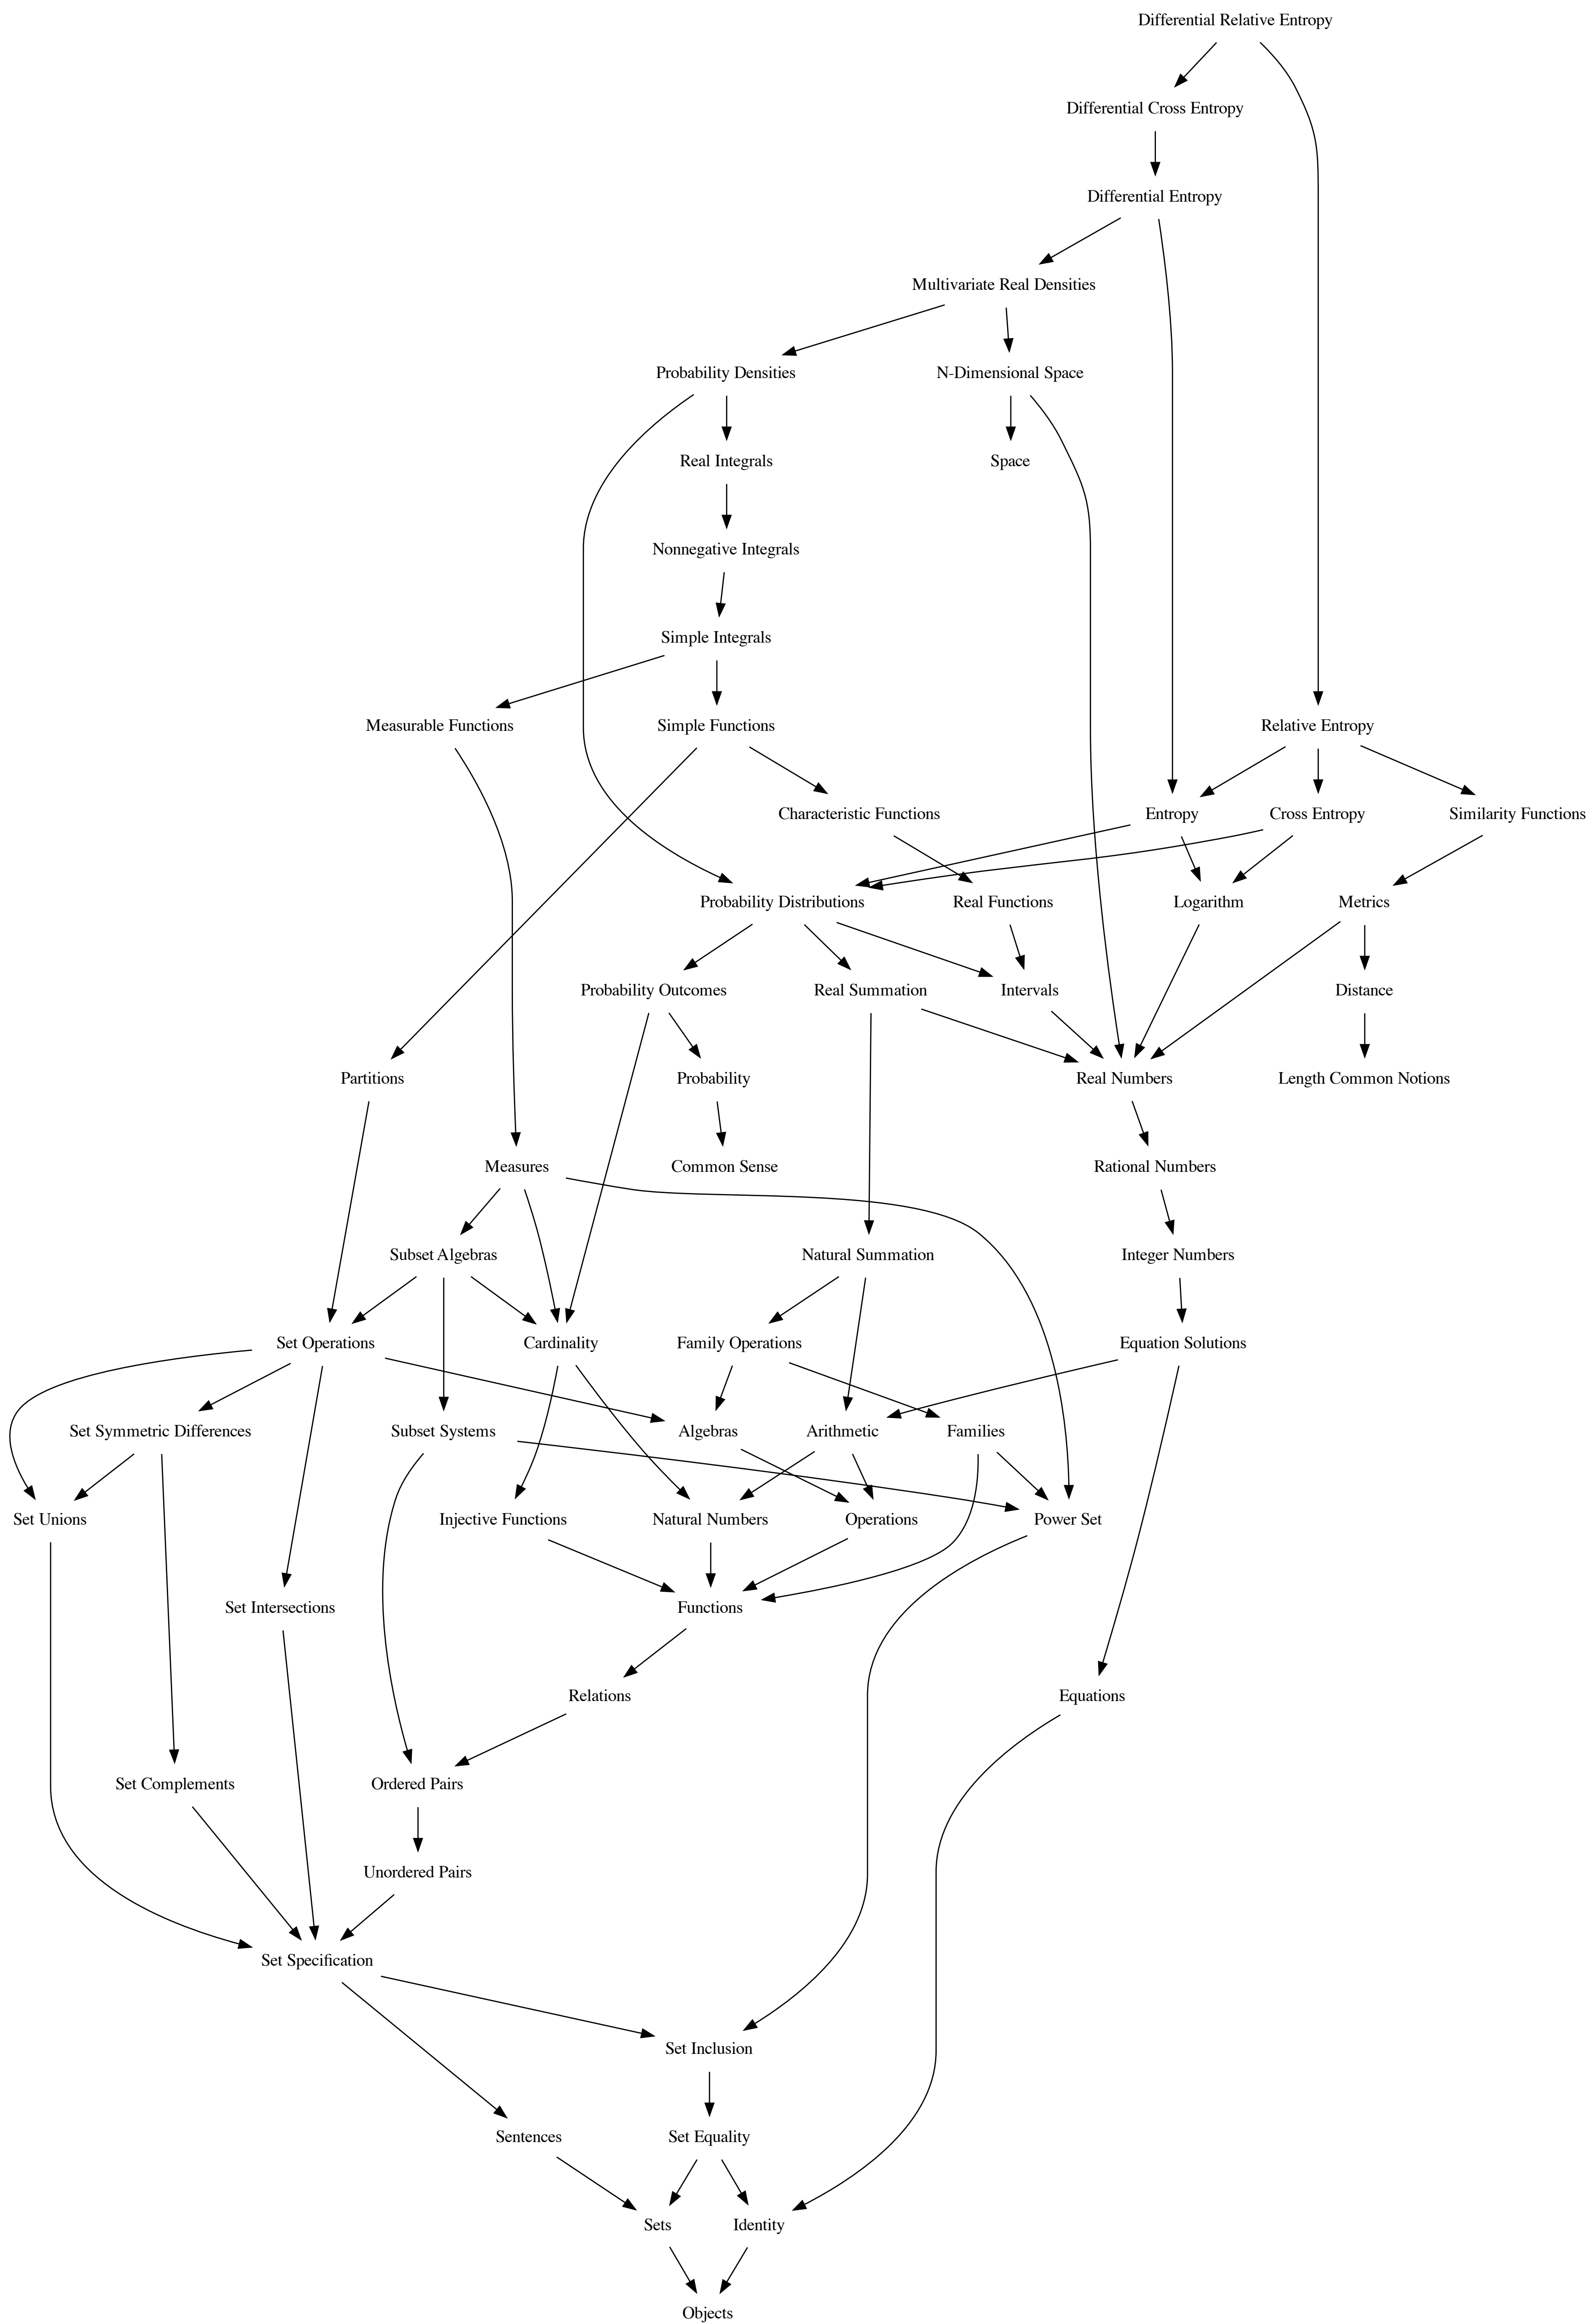 Differential Relative Entropy
Differential Cross Entropy
Differential Entropy
Multivariate Real Densities
Probability Densities
N-Dimensional Space
Real Integrals
Space
Nonnegative Integrals
Simple Integrals
Measurable Functions
Simple Functions
Relative Entropy
Characteristic Functions
Entropy
Cross Entropy
Similarity Functions
Probability Distributions
Real Functions
Logarithm
Metrics
Probability Outcomes
Real Summation
Intervals
Distance
Partitions
Probability
Real Numbers
Length Common Notions
Measures
Common Sense
Rational Numbers
Subset Algebras
Natural Summation
Integer Numbers
Set Operations
Cardinality
Family Operations
Equation Solutions
Set Symmetric Differences
Subset Systems
Algebras
Arithmetic
Families
Set Unions
Injective Functions
Natural Numbers
Operations
Power Set
Set Intersections
Functions
Relations
Equations
Set Complements
Ordered Pairs
Unordered Pairs
Set Specification
Set Inclusion
Sentences
Set Equality
Sets
Identity
Objects